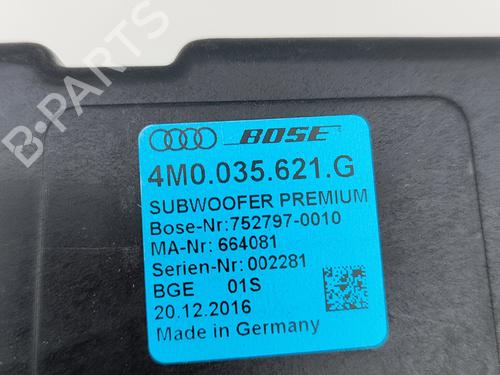 B-PARTS
BOSE
4M0.035.621.G
SUBWOOFER PREMIUM
Bose-Nr:752797-0010
MA-Nr: 664081
Serien-Nr: 002281
BGE 01S
20.12.2016
Made in Germany